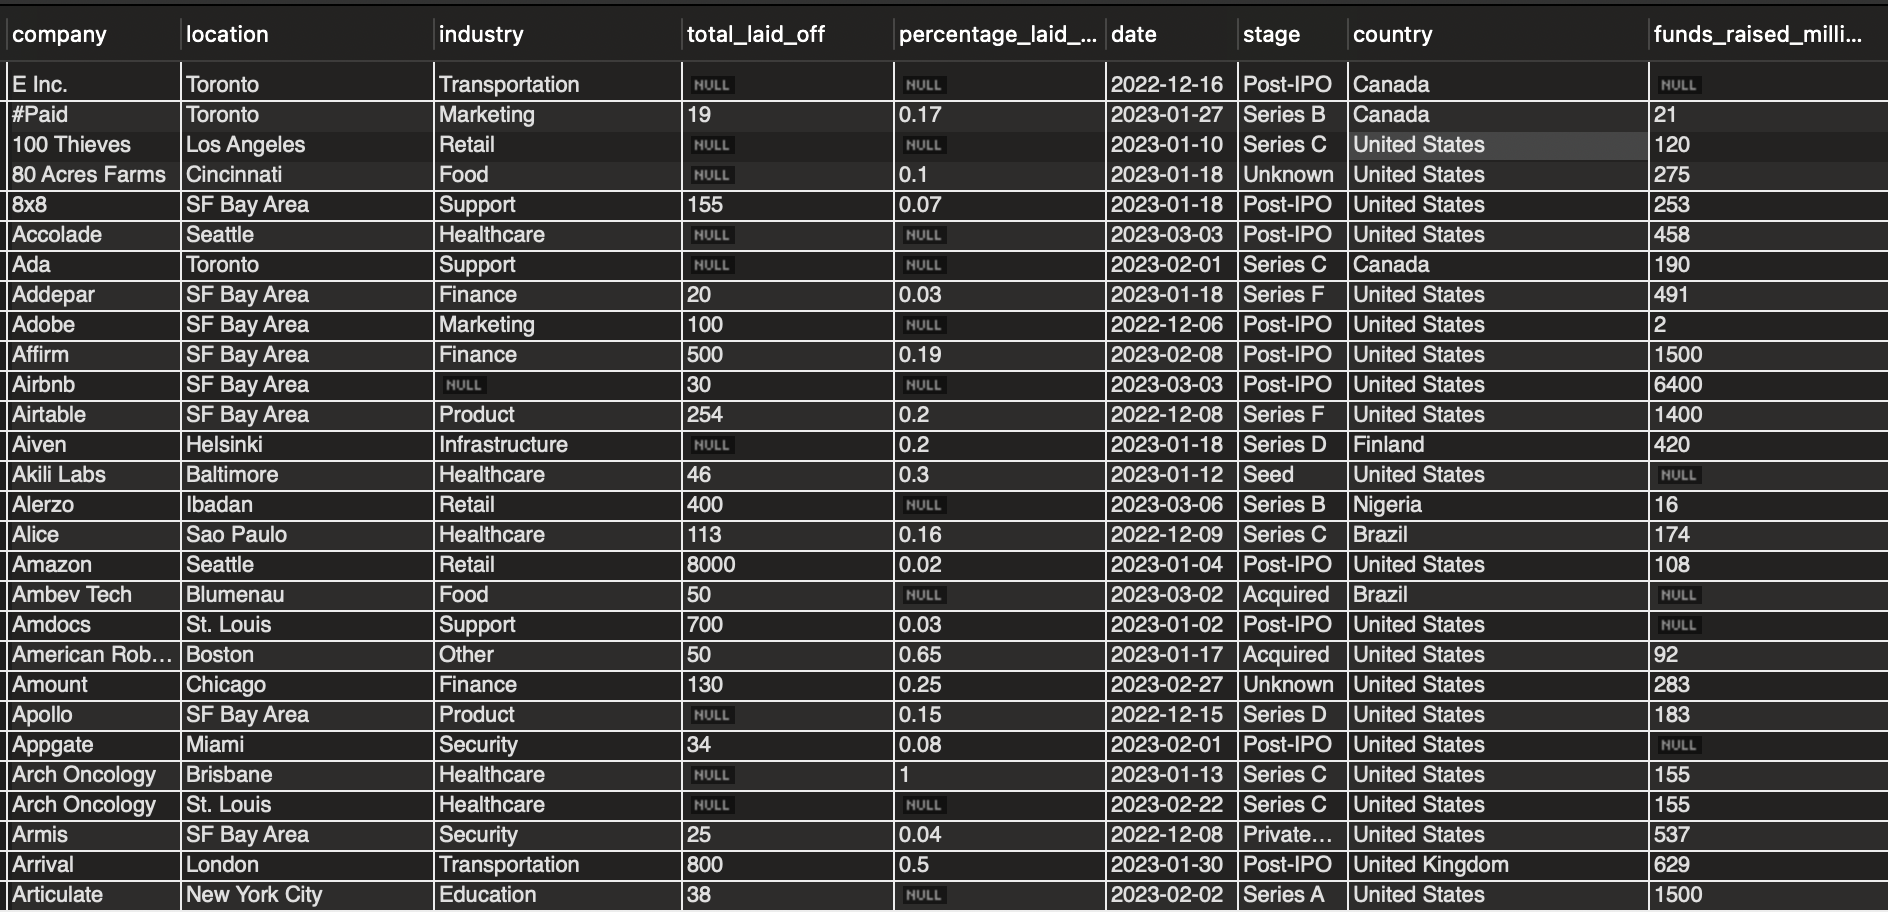 company location industry total_laid_off percentage_laid_... date stage country funds_raised_milli...
E Inc. Toronto Transportation NULL NULL 2022-12-16 Post-IPO Canada NULL
#Paid Toronto Marketing 19 0.17 2023-01-27 Series B Canada 21
100 Thieves Los Angeles Retail NULL NULL 2023-01-10 Series C United States 120
80 Acres Farms Cincinnati Food NULL 0.1 2023-01-18 Unknown United States 275
8x8 SF Bay Area Support 155 0.07 2023-01-18 Post-IPO United States 253
Accolade Seattle Healthcare NULL NULL 2023-03-03 Post-IPO United States 458
Ada Toronto Support NULL NULL 2023-02-01 Series C Canada 190
Addepar SF Bay Area Finance 20 0.03 2023-01-18 Series F United States 491
Adobe SF Bay Area Marketing 100 NULL 2022-12-06 Post-IPO United States 2
Affirm SF Bay Area Finance 500 0.19 2023-02-08 Post-IPO United States 1500
Airbnb SF Bay Area NULL 30 NULL 2023-03-03 Post-IPO United States 6400
Airtable SF Bay Area Product 254 0.2 2022-12-08 Series F United States 1400
Aiven Helsinki Infrastructure NULL 0.2 2023-01-18 Series D Finland 420
Akili Labs Baltimore Healthcare 46 0.3 2023-01-12 Seed United States NULL
Alerzo Ibadan Retail 400 NULL 2023-03-06 Series B Nigeria 16
Alice Sao Paulo Healthcare 113 0.16 2022-12-09 Series C Brazil 174
Amazon Seattle Retail 8000 0.02 2023-01-04 Post-IPO United States 108
Ambev Tech Blumenau Food 50 NULL 2023-03-02 Acquired Brazil NULL
Amdocs St. Louis Support 700 0.03 2023-01-02 Post-IPO United States NULL
American Rob... Boston Other 50 0.65 2023-01-17 Acquired United States 92
Amount Chicago Finance 130 0.25 2023-02-27 Unknown United States 283
Apollo SF Bay Area Product NULL 0.15 2022-12-15 Series D United States 183
Appgate Miami Security 34 0.08 2023-02-01 Post-IPO United States NULL
Arch Oncology Brisbane Healthcare NULL 1 2023-01-13 Series C United States 155
Arch Oncology St. Louis Healthcare NULL NULL 2023-02-22 Series C United States 155
Armis SF Bay Area Security 25 0.04 2022-12-08 Private... United States 537
Arrival London Transportation 800 0.5 2023-01-30 Post-IPO United Kingdom 629
Articulate New York City Education 38 NULL 2023-02-02 Series A United States 1500